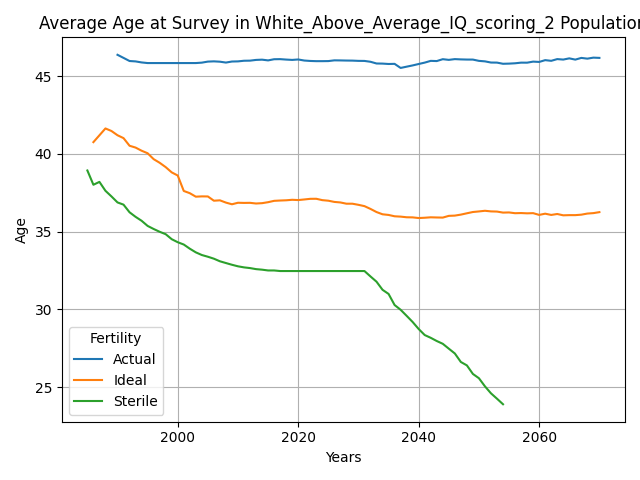 Average Age at Survey in White_Above_Average_IQ_scoring_2 Population
Age
45
40
35
30
25
Fertility
Actual
Ideal
Sterile
2000
2020
2040
2060
Years